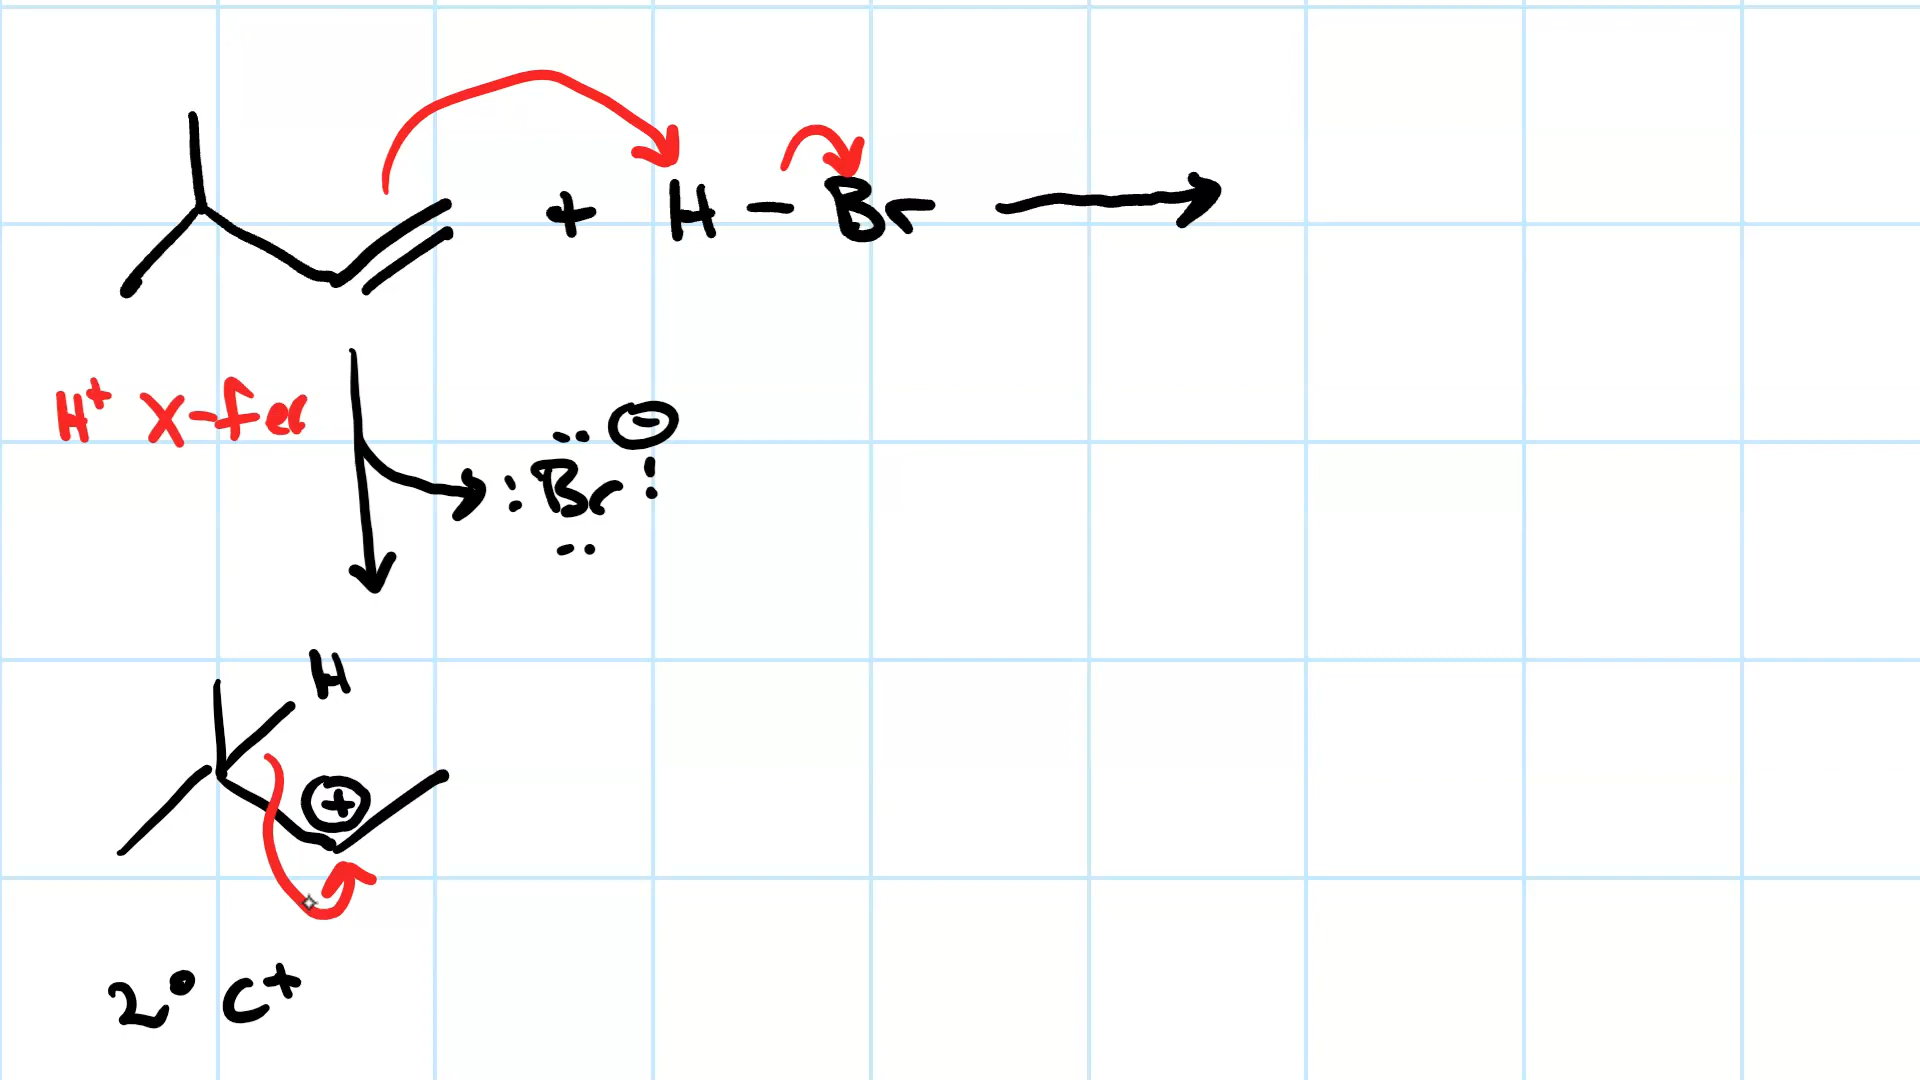 + H - Br
H⁺ X-fer
⊖
:Br:
H
⊕
2° C⁺